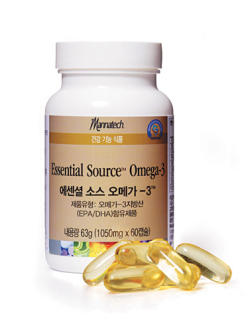 Mannatech
건강 기능 식품
Essential Source™ Omega-3
에센셜 소스 오메가 -3™
제품유형: 오메가-3지방산
(EPA/DHA)함유제품
내용량 63g (1050mg x 60캡슐)